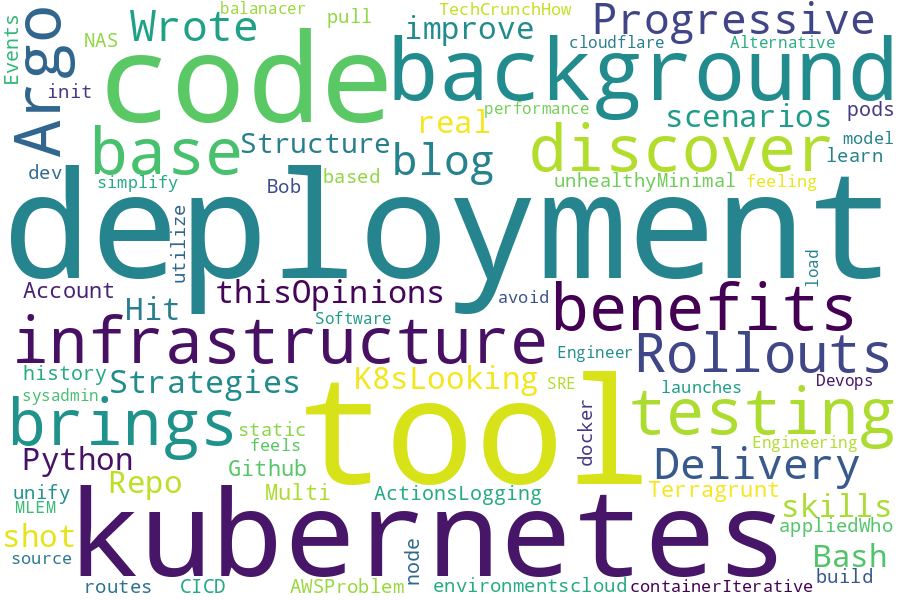 balanacer
TechCrunchHow
pull
Wrote
improve
Progressive
Events
NAS
Argo
code
background
cloudflare
Alternative
init
performance
pods
real
scenarios
base
Structure
blog
discover
model
learn
dev
simplify
Bob
based
unhealthyMinimal
feeling
deployment
utilize
load
Account
thisOpinions
avoid
benefits
Hit
Software
infrastructure
Engineer
Rollouts
history
Strategies
K8sLooking
SRE
launches
Devops
sysadmin
brings
tool
docker
testing
static
feels
Engineering
Python
Github
Delivery
Repo
unify
Multi
ActionsLogging
Terragrunt
MLEM
kubernetes
skills
appliedWho
shot
source
node
Bash
build
routes
CICD
AWSProblem
environmentscloud
containerIterative